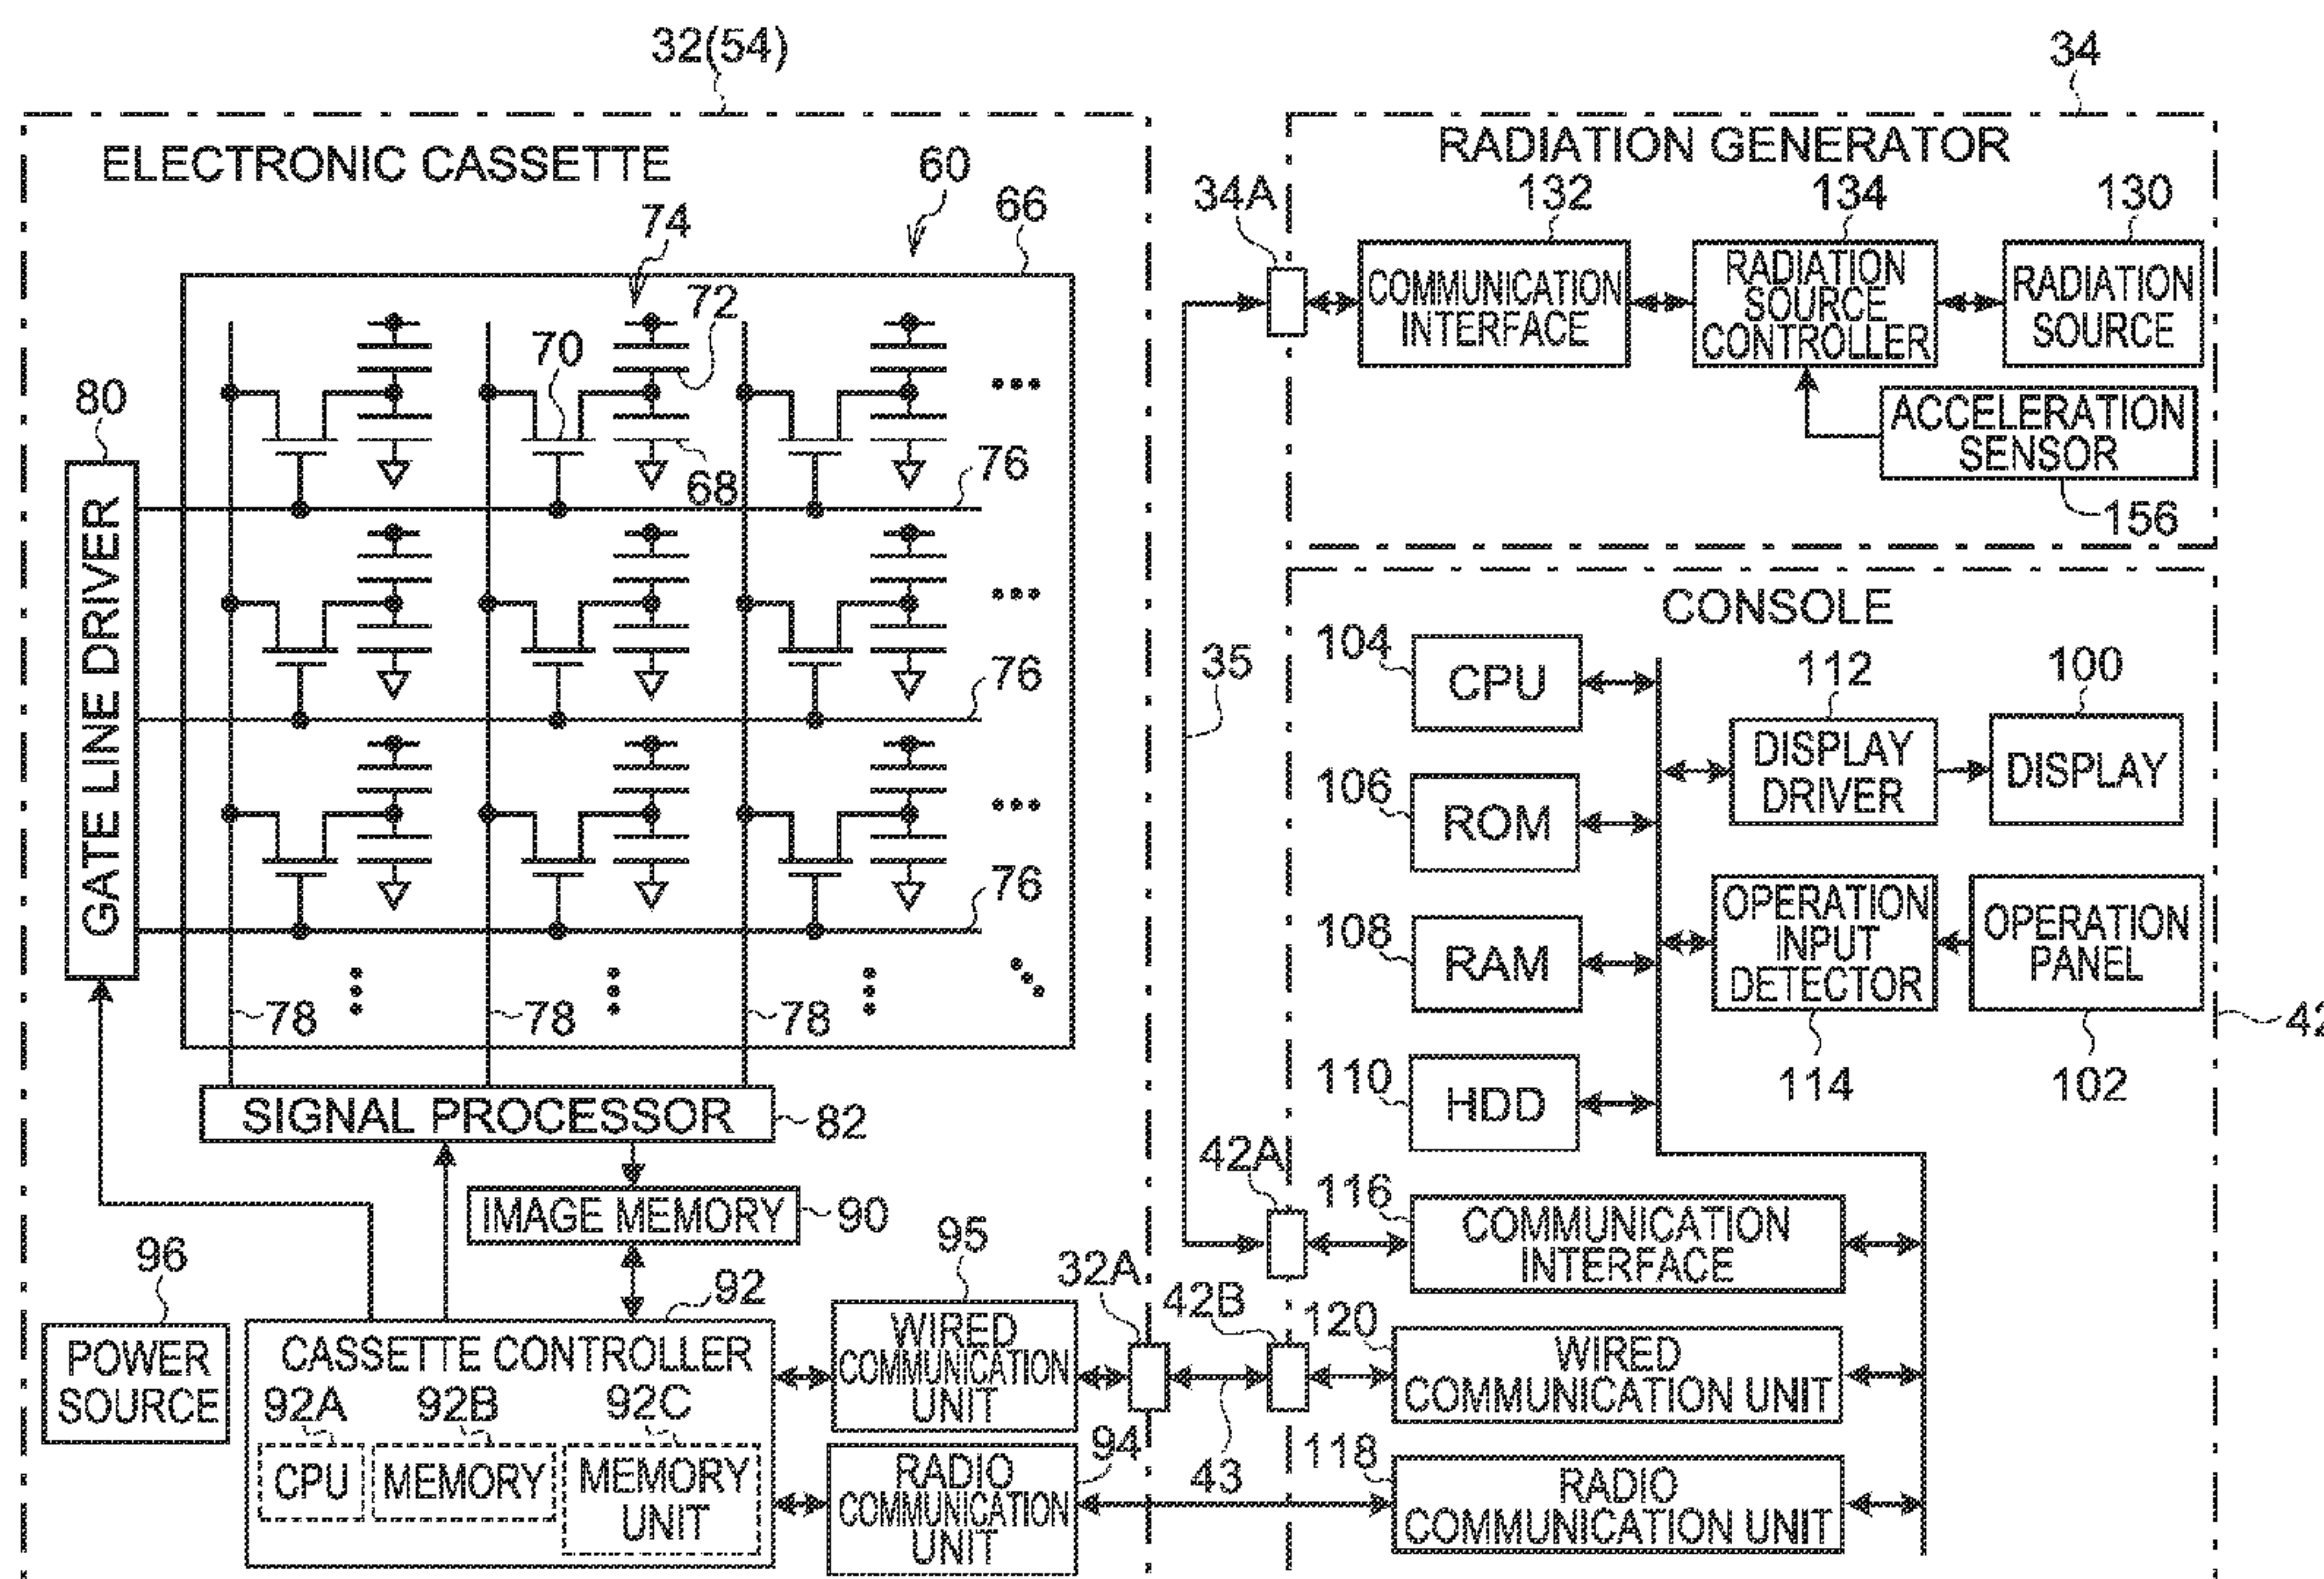 32(54)
34
ELECTRONIC CASSETTE
60
66
74
72
70
68
80
GATE LINE DRIVER
76
76
76
78
78
78
SIGNAL PROCESSOR
82
IMAGE MEMORY
90
96
POWER
SOURCE
92
CASSETTE CONTROLLER
92A
92B
92C
CPU
MEMORY
MEMORY
UNIT
95
WIRED
COMMUNICATION
UNIT
94
RADIO
COMMUNICATION
UNIT
32A
42B
43
35
34A
42A
RADIATION GENERATOR
132
134
130
COMMUNICATION
INTERFACE
RADIATION
SOURCE
CONTROLLER
RADIATION
SOURCE
ACCELERATION
SENSOR
156
CONSOLE
104
CPU
112
100
DISPLAY
DRIVER
DISPLAY
106
ROM
108
RAM
OPERATION
INPUT
DETECTOR
OPERATION
PANEL
42
114
102
110
HDD
116
COMMUNICATION
INTERFACE
120
WIRED
COMMUNICATION UNIT
118
RADIO
COMMUNICATION UNIT